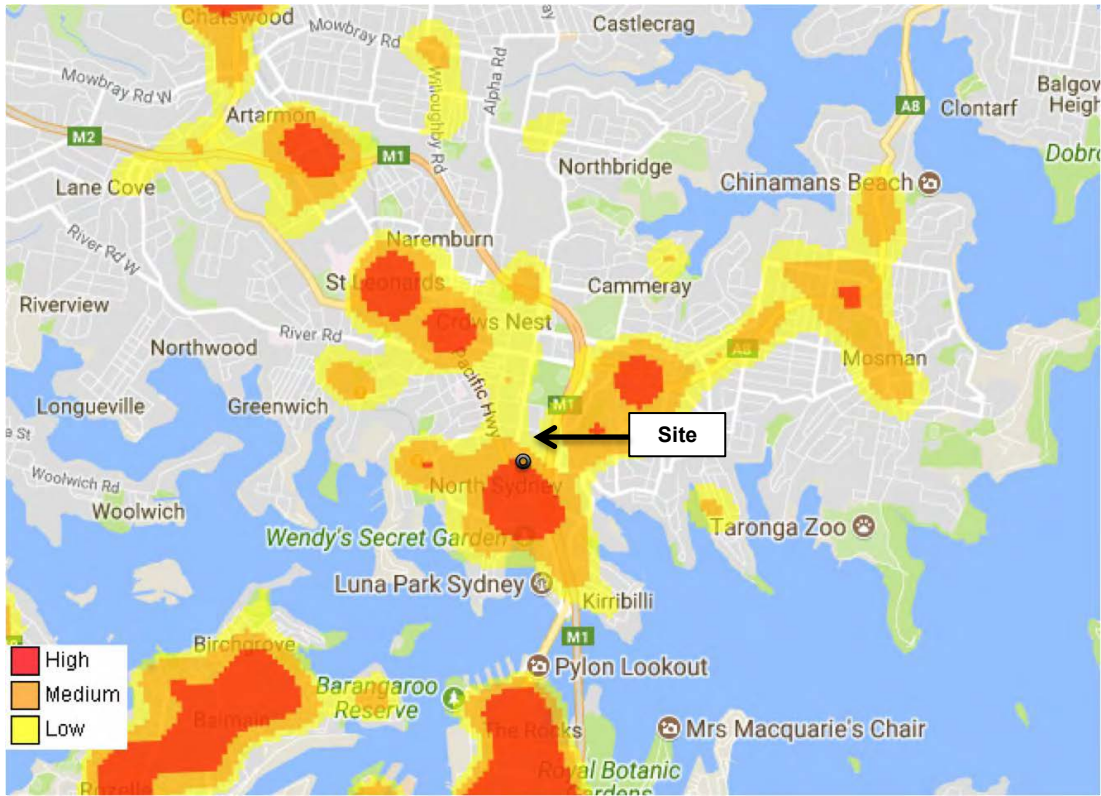 Chatswood
Mowbray Rd
Castlecrag
Mowbray Rd W
Willoughby Rd
Alpha Rd
A8
Clontarf
Balgow
Heigh
Artarmon
M2
M1
Northbridge
Dobro
Lane Cove
Chinamans Beach
River Rd W
Naremburn
St Leonards
Cammeray
Riverview
Crows Nest
River Rd
Northwood
Pacific Hwy
A8
Mosman
Longueville
Greenwich
M1
e St
Site
Woolwich Rd
North Sydney
Woolwich
Taronga Zoo
Wendy's Secret Garden
Luna Park Sydney
Kirribilli
M1
Birchgrove
High
Medium
Low
Pylon Lookout
Barangaroo
Reserve
Balmain
The Rocks
Mrs Macquarie's Chair
Royal Botanic
Gardens
Rozelle